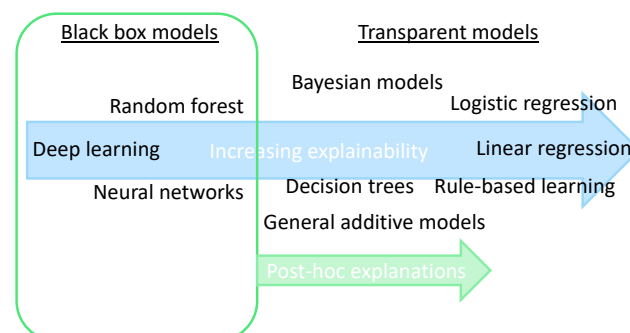 Black box models
Transparent models
Bayesian models
Random forest
Logistic regression
Deep learning
Increasing explainability
Linear regression
Neural networks
Decision trees
Rule-based learning
General additive models
Post-hoc explanations